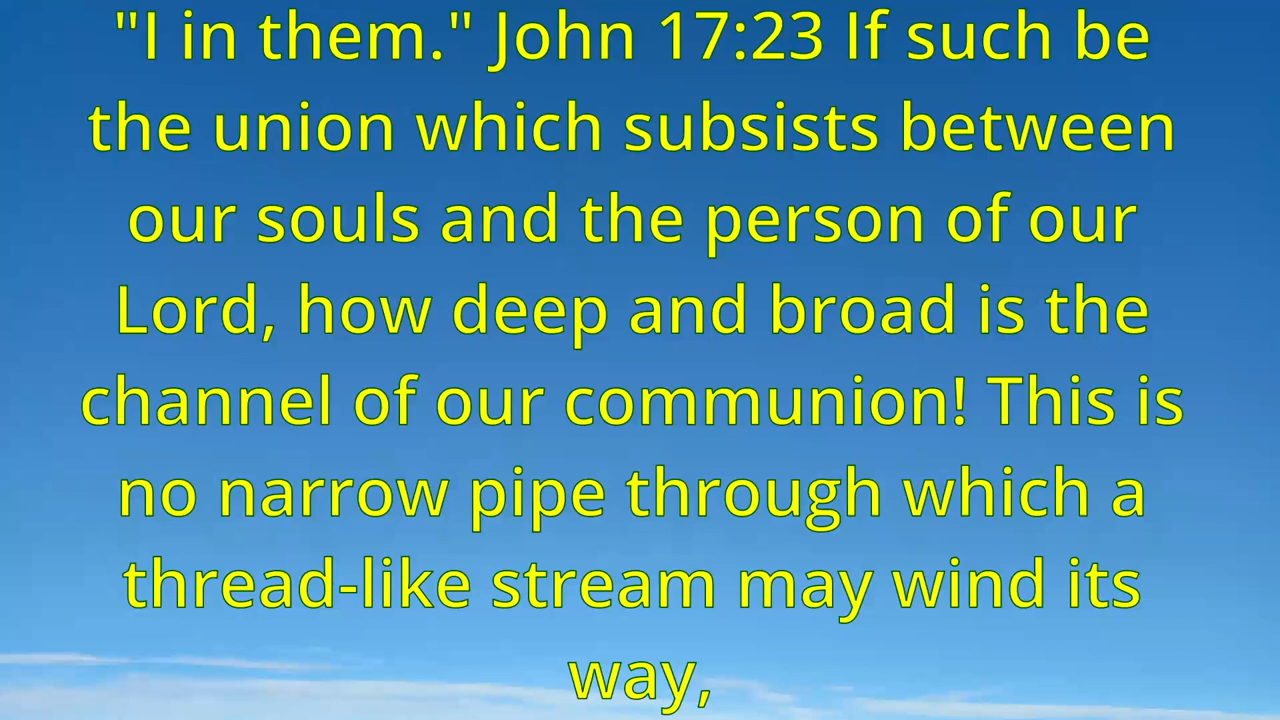 "I in them." John 17:23 If such be
the union which subsists between
our souls and the person of our
Lord, how deep and broad is the
channel of our communion! This is
no narrow pipe through which a
thread-like stream may wind its
way,